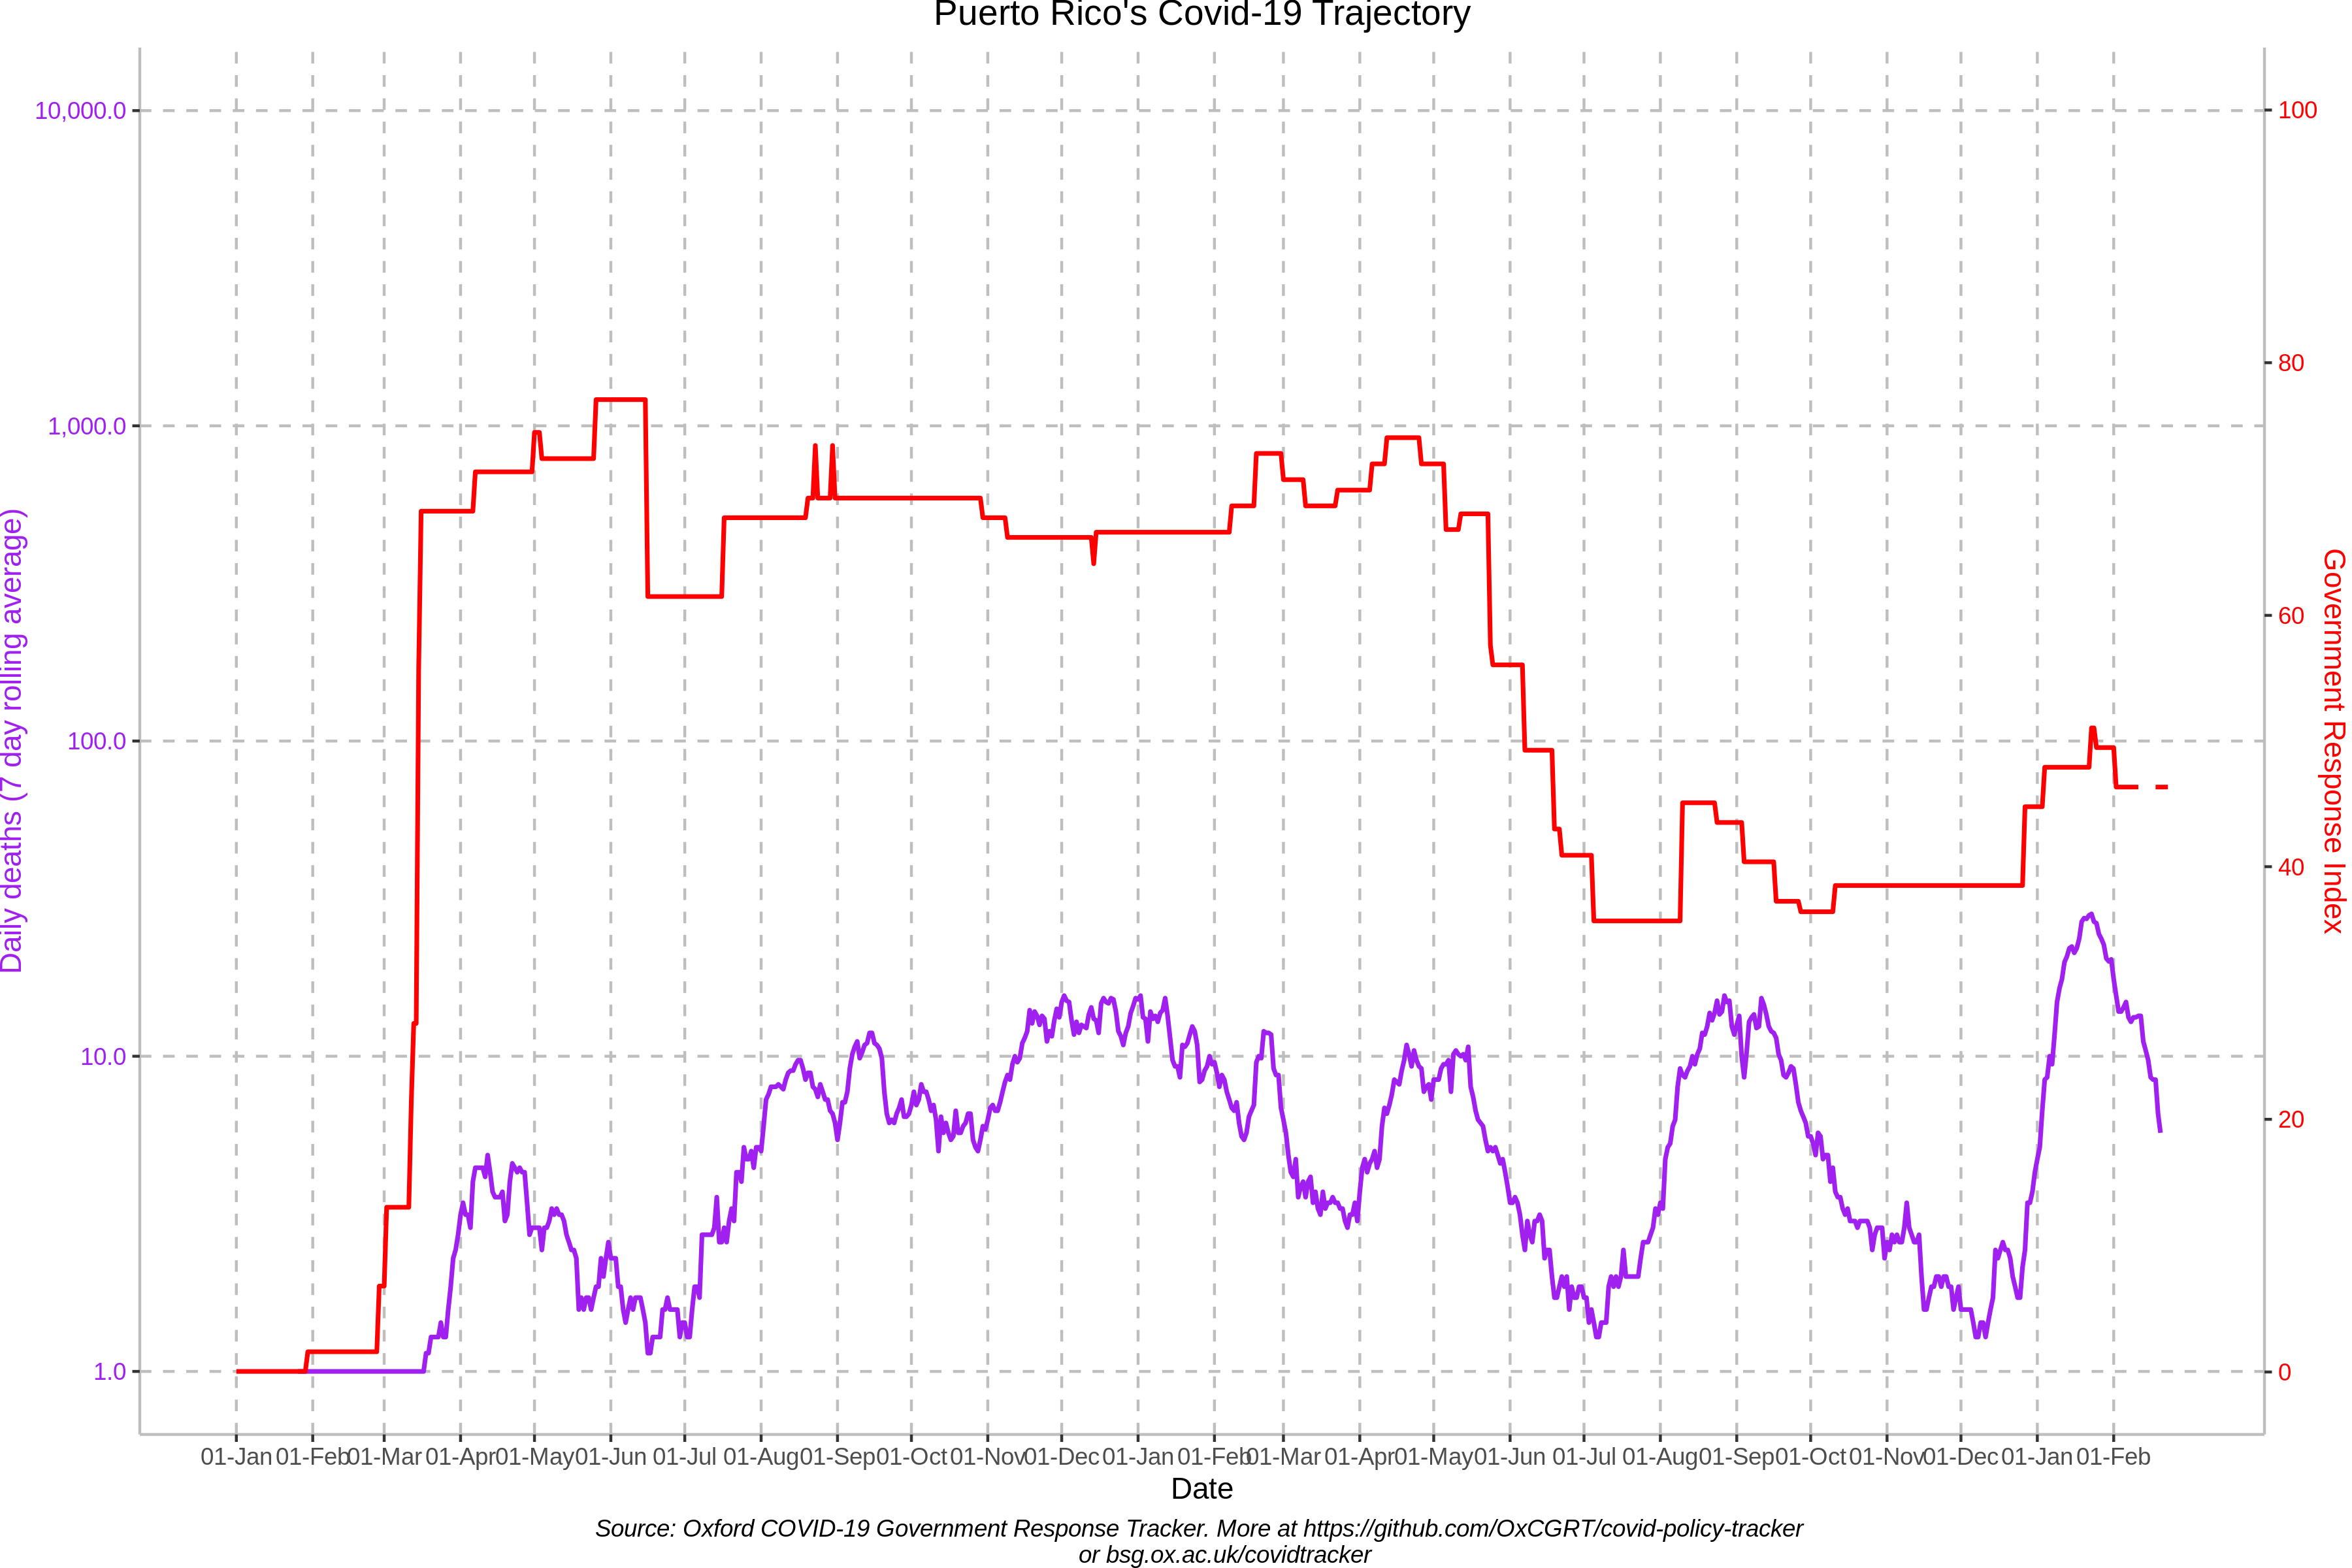 Puerto Rico's Covid-19 Trajectory
Daily deaths (7 day rolling average)
10,000.0
1,000.0
100.0
10.0
1.0
100
80
60
40
20
0
Government Response Index
01-Jan 01-Feb 01-Mar 01-Apr 01-May 01-Jun 01-Jul 01-Aug 01-Sep 01-Oct 01-Nov 01-Dec 01-Jan 01-Feb 01-Mar 01-Apr 01-May 01-Jun 01-Jul 01-Aug 01-Sep 01-Oct 01-Nov 01-Dec 01-Jan 01-Feb
Date
Source: Oxford COVID-19 Government Response Tracker. More at https://github.com/OxCGRT/covid-policy-tracker
or bsg.ox.ac.uk/covidtracker